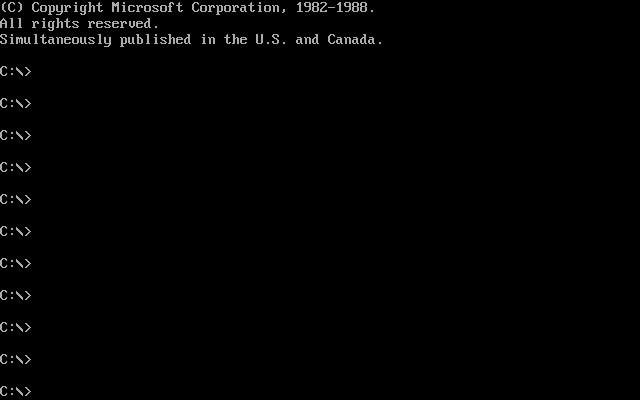 (C) Copyright Microsoft Corporation, 1982-1988.
All rights reserved.
Simultaneously published in the U.S. and Canada.
C:\>
C:\>
C:\>
C:\>
C:\>
C:\>
C:\>
C:\>
C:\>
C:\>
C:\>